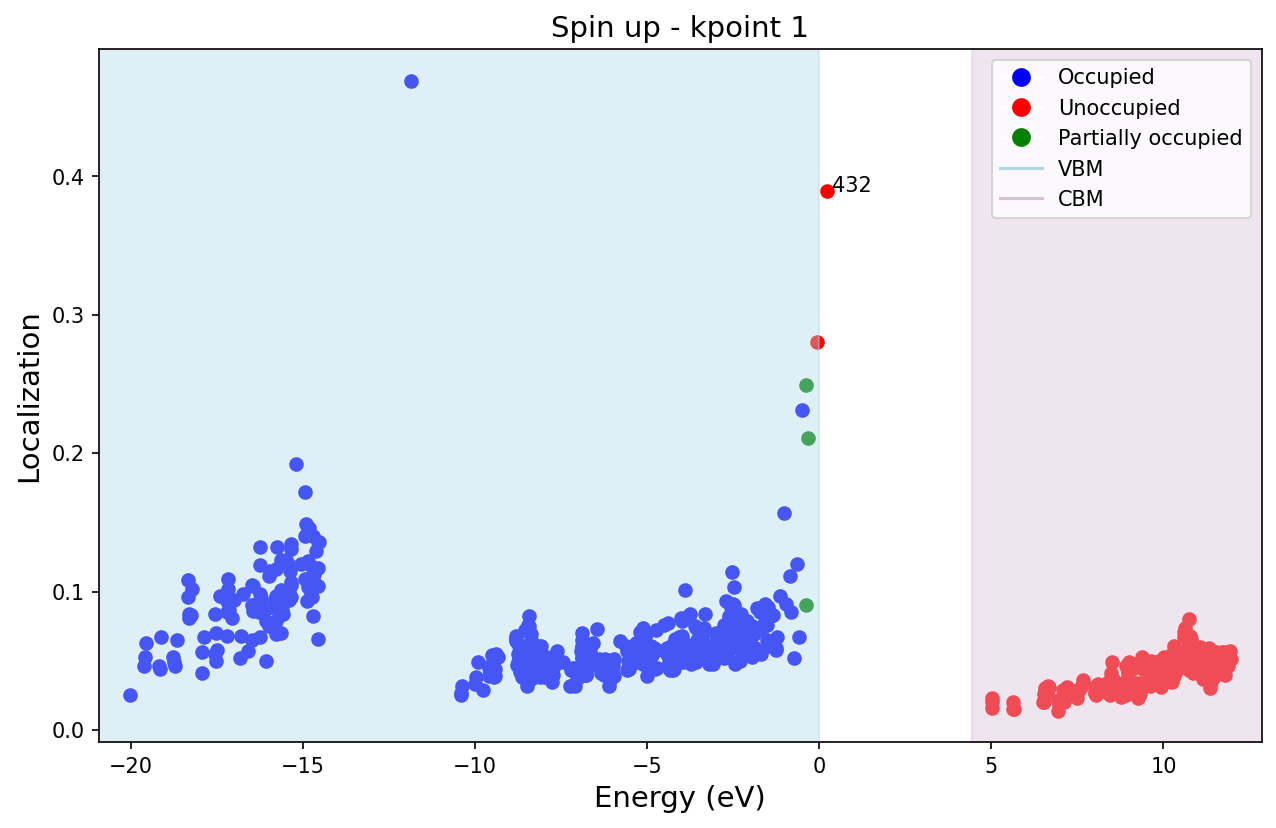 Spin up - kpoint 1
Localization
0.4
0.3
0.2
0.1
0.0
432
Occupied
Unoccupied
Partially occupied
VBM
CBM
−20
−15
−10
−5
0
5
10
Energy (eV)